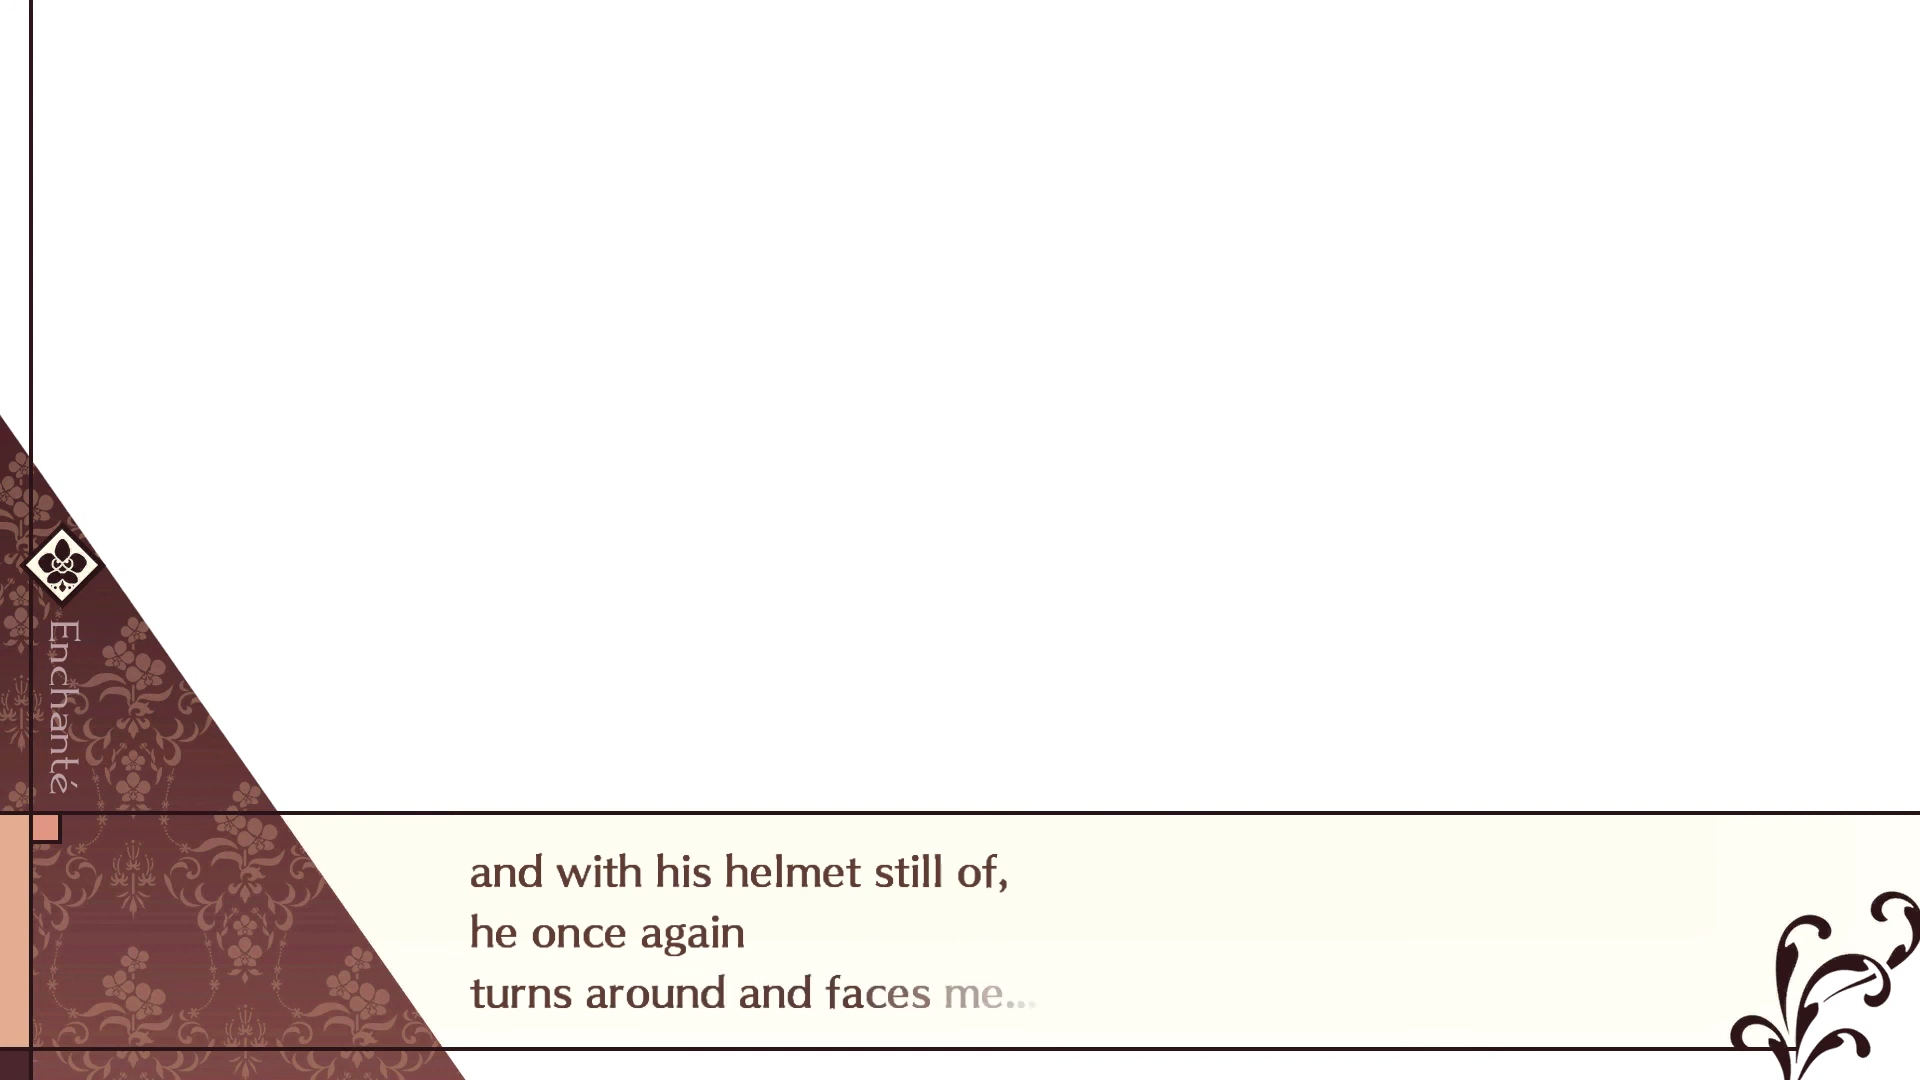 Enchanté
and with his helmet still of,
he once again
turns around and faces me...